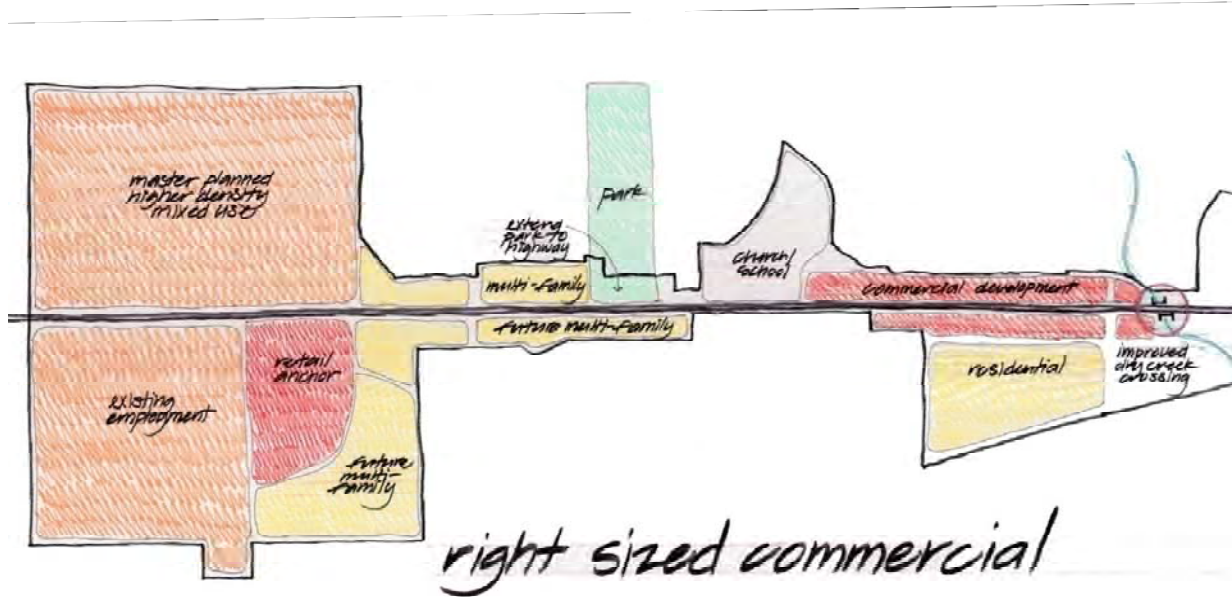 master planned
higher density
mixed use
park
extend
park to
highway
church/
school
multi-family
commercial development
future multi-family
retail
anchor
existing
employment
future
multi-
family
residential
improved
dry creek
crossing
right sized commercial